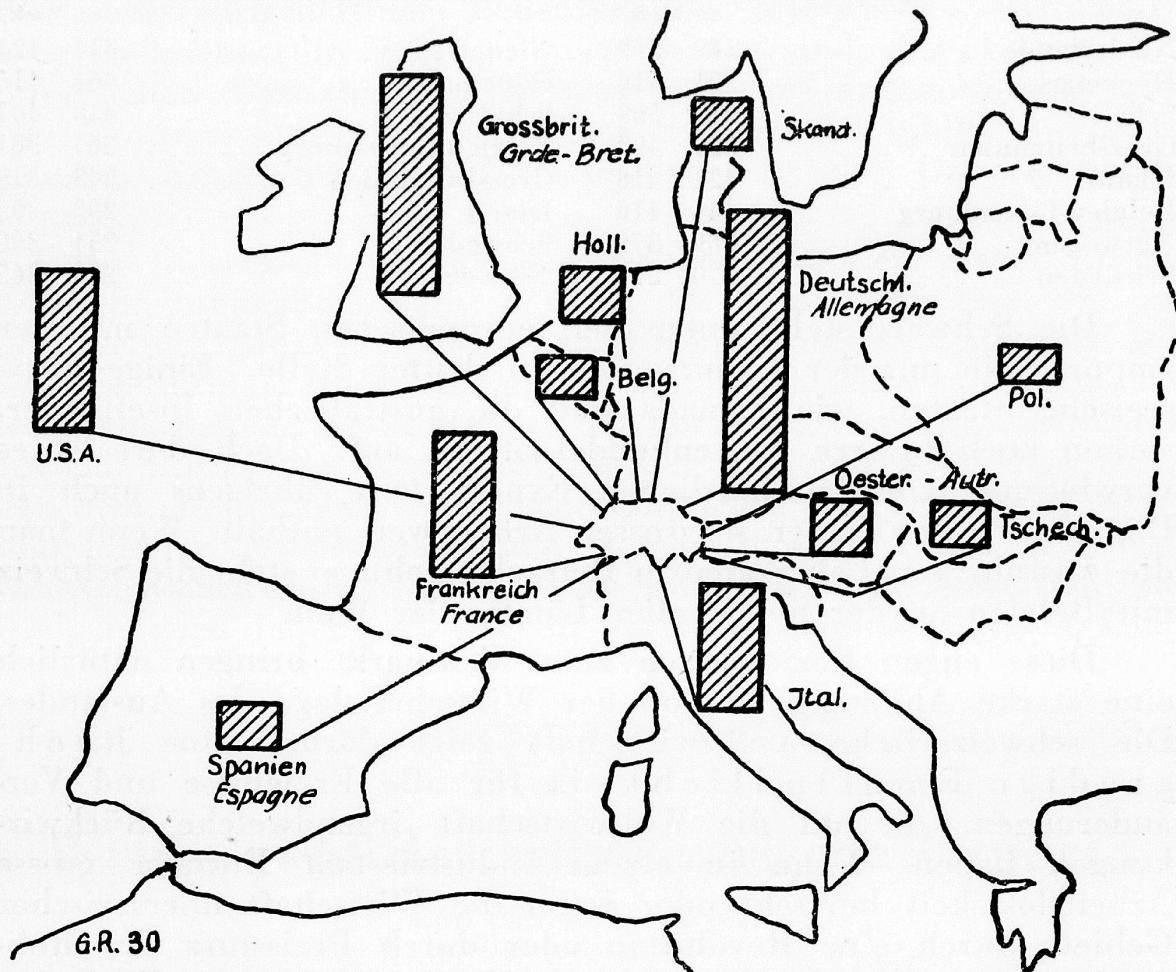 Grossbrit.
Grde.-Bret.
Skand.
Holl.
Deutschl.
Allemagne
Belg.
Pol.
U.S.A.
Oester. - Autr.
Tschech.
Frankreich
France
Jtal.
Spanien
Espagne
G.R. 30